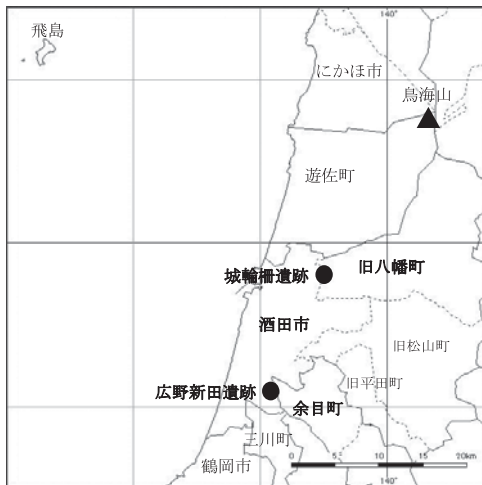 140°
飛島
にかほ市
鳥海山
遊佐町
旧八幡町
城輪柵遺跡
酒田市
旧松山町
旧平田町
広野新田遺跡
余目町
三川町
鶴岡市
0 5 10 15 20km
140°